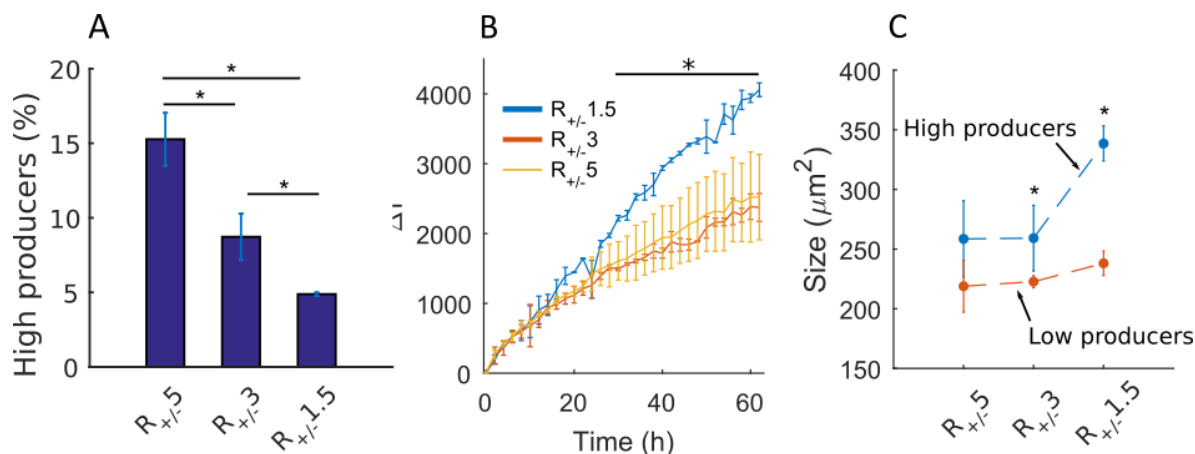 A
High producers (%)
20
15
10
5
0
*
*
*
R+/-5
R+/-3
R+/-1.5
B
4000
3000
2000
1000
0
*
R+/-1.5
R+/-3
R+/-5
0
20
40
60
Time (h)
C
Size (μm²)
400
350
300
250
200
150
High producers
*
*
Low producers
R+/-5
R+/-3
R+/-1.5